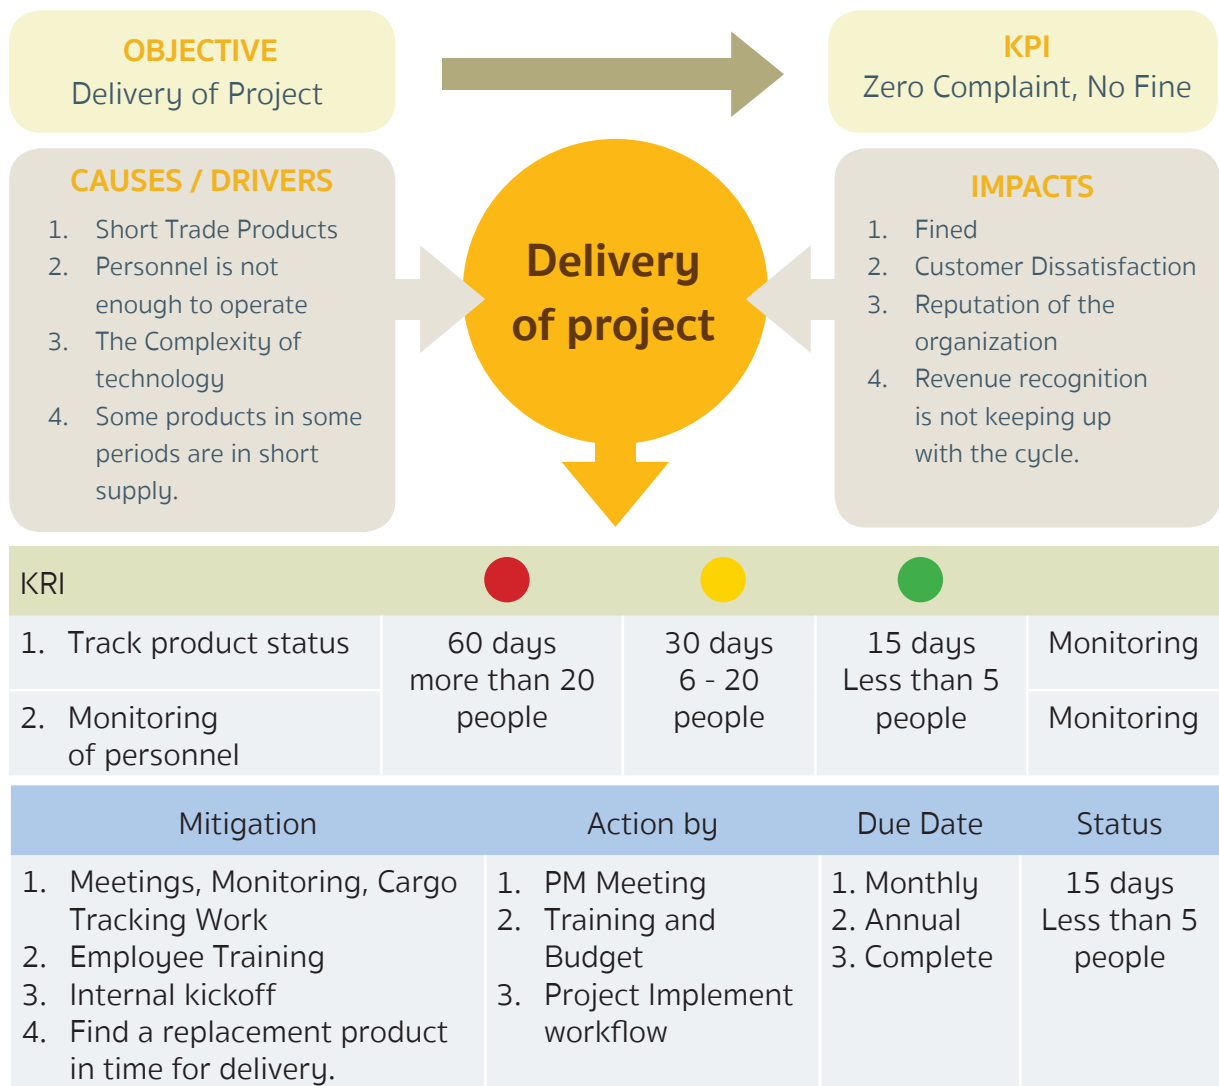 OBJECTIVE
Delivery of Project
KPI
Zero Complaint, No Fine
CAUSES / DRIVERS
1. Short Trade Products
2. Personnel is not
enough to operate
3. The Complexity of
technology
4. Some products in some
periods are in short
supply.
Delivery
of project
IMPACTS
1. Fined
2. Customer Dissatisfaction
3. Reputation of the
organization
4. Revenue recognition
is not keeping up
with the cycle.
KRI
1. Track product status
60 days
more than 20
people
30 days
6 - 20
people
15 days
Less than 5
people
Monitoring
2. Monitoring
of personnel
Monitoring
Mitigation
Action by
Due Date
Status
1. Meetings, Monitoring, Cargo
Tracking Work
2. Employee Training
3. Internal kickoff
4. Find a replacement product
in time for delivery.
1. PM Meeting
2. Training and
Budget
3. Project Implement
workflow
1. Monthly
2. Annual
3. Complete
15 days
Less than 5
people